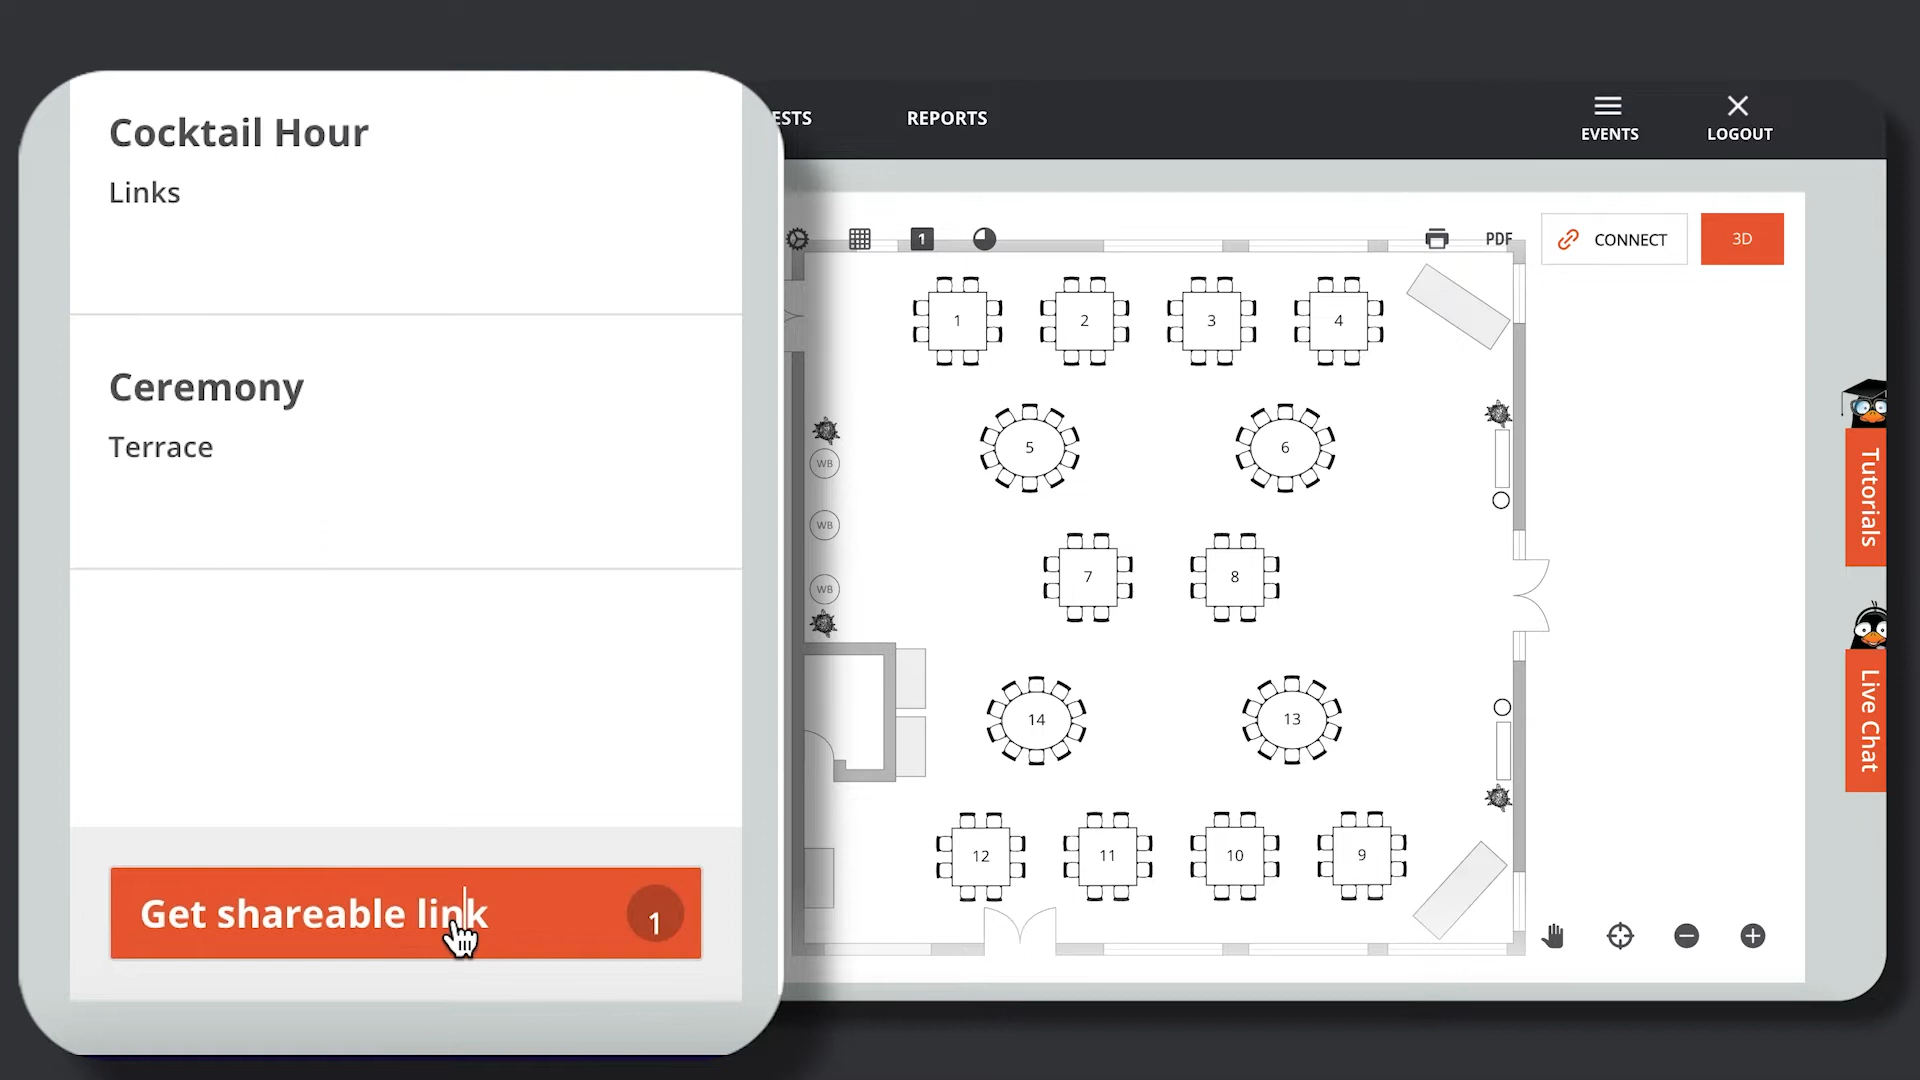 Cocktail Hour
Links
Ceremony
Terrace
Get shareable link
1
ESTS
REPORTS
EVENTS
LOGOUT
1
PDF
CONNECT
3D
1
2
3
4
5
6
7
8
14
13
12
11
10
9
WB
WB
WB
Tutorials
Live Chat